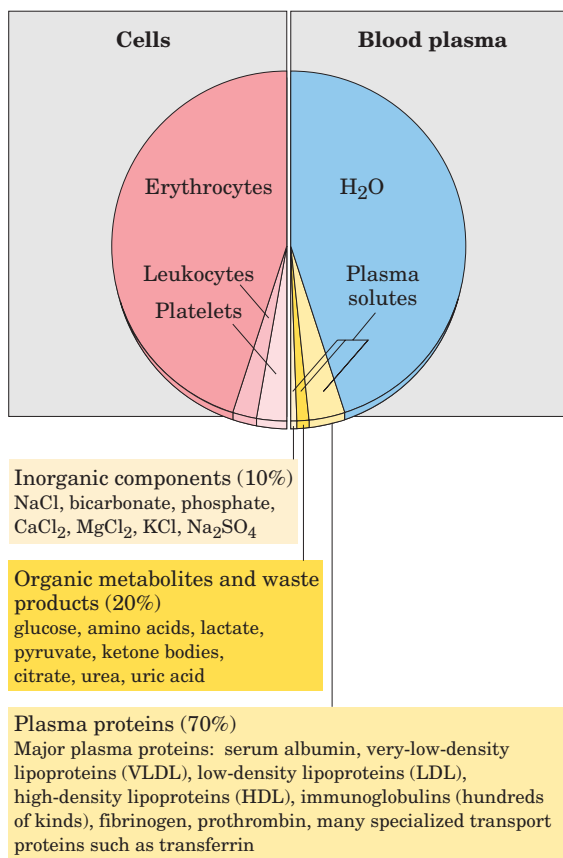 Cells
Blood plasma
Erythrocytes
H₂O
Leukocytes
Platelets
Plasma
solutes
Inorganic components (10%)
NaCl, bicarbonate, phosphate,
CaCl₂, MgCl₂, KCl, Na₂SO₄
Organic metabolites and waste
products (20%)
glucose, amino acids, lactate,
pyruvate, ketone bodies,
citrate, urea, uric acid
Plasma proteins (70%)
Major plasma proteins: serum albumin, very-low-density
lipoproteins (VLDL), low-density lipoproteins (LDL),
high-density lipoproteins (HDL), immunoglobulins (hundreds
of kinds), fibrinogen, prothrombin, many specialized transport
proteins such as transferrin